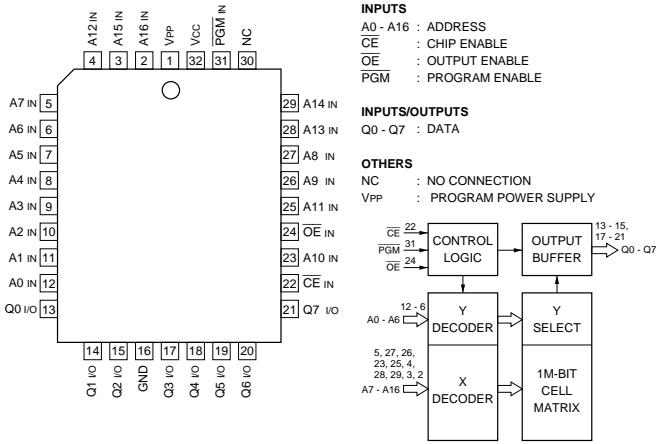 A12 IN
A15 IN
A16 IN
VPP
VCC
PGM IN
NC
4
3
2
1
32
31
30
A7 IN 5
A6 IN 6
A5 IN 7
A4 IN 8
A3 IN 9
A2 IN 10
A1 IN 11
A0 IN 12
Q0 I/O 13
29 A14 IN
28 A13 IN
27 A8 IN
26 A9 IN
25 A11 IN
24 OE IN
23 A10 IN
22 CE IN
21 Q7 I/O
14
15
16
17
18
19
20
Q1 I/O
Q2 I/O
GND
Q3 I/O
Q4 I/O
Q5 I/O
Q6 I/O
INPUTS
A0 - A16 : ADDRESS
CE : CHIP ENABLE
OE : OUTPUT ENABLE
PGM : PROGRAM ENABLE
INPUTS/OUTPUTS
Q0 - Q7 : DATA
OTHERS
NC : NO CONNECTION
VPP : PROGRAM POWER SUPPLY
CE 22
PGM 31
OE 24
CONTROL
LOGIC
OUTPUT
BUFFER
13 - 15,
17 - 21
Q0 - Q7
12 - 6
A0 - A6
Y
DECODER
Y
SELECT
5, 27, 26,
23, 25, 4,
28, 29, 3, 2
A7 - A16
X
DECODER
1M-BIT
CELL
MATRIX